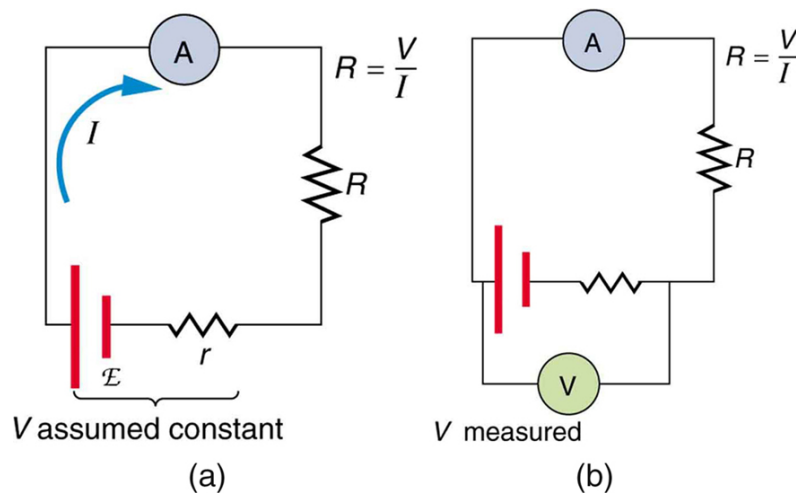 A
R = V/I
I
R
ℰ
r
V assumed constant
(a)
A
R = V/I
R
V
V measured
(b)